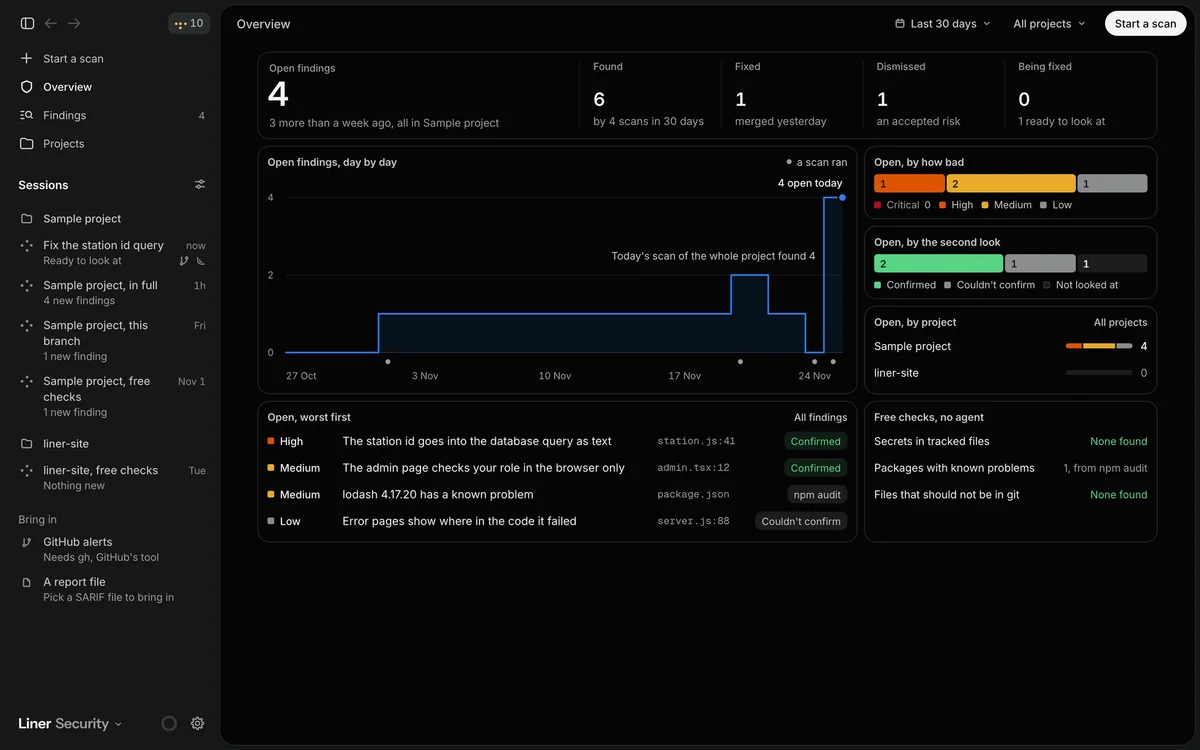 10
Start a scan
Overview
Findings 4
Projects
Sessions
Sample project
Fix the station id query now
Ready to look at
Sample project, in full 1h
4 new findings
Sample project, this Fri
branch
1 new finding
Sample project, free Nov 1
checks
1 new finding
liner-site
liner-site, free checks Tue
Nothing new
Bring in
GitHub alerts
Needs gh, GitHub's tool
A report file
Pick a SARIF file to bring in
Liner Security
Overview
Last 30 days
All projects
Start a scan
Open findings
4
3 more than a week ago, all in Sample project
Found
6
by 4 scans in 30 days
Fixed
1
merged yesterday
Dismissed
1
an accepted risk
Being fixed
0
1 ready to look at
Open findings, day by day
a scan ran
4 open today
4
Today's scan of the whole project found 4
2
0
27 Oct 3 Nov 10 Nov 17 Nov 24 Nov
Open, by how bad
1 2 1
Critical 0 High Medium Low
Open, by the second look
2 1 1
Confirmed Couldn't confirm Not looked at
Open, by project All projects
Sample project 4
liner-site 0
Open, worst first All findings
High The station id goes into the database query as text station.js:41 Confirmed
Medium The admin page checks your role in the browser only admin.tsx:12 Confirmed
Medium lodash 4.17.20 has a known problem package.json npm audit
Low Error pages show where in the code it failed server.js:88 Couldn't confirm
Free checks, no agent
Secrets in tracked files None found
Packages with known problems 1, from npm audit
Files that should not be in git None found